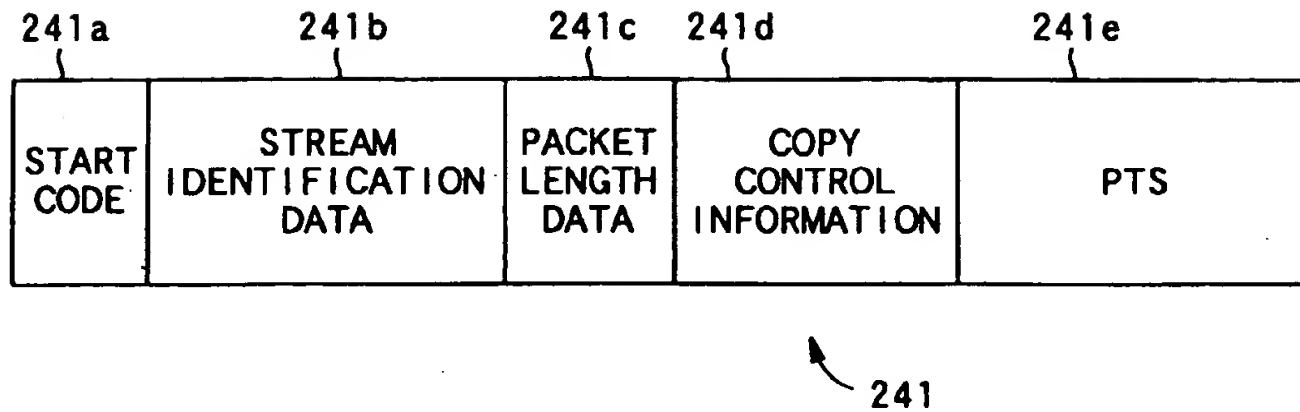 241a 241b 241c 241d 241e
START
CODE
STREAM
IDENTIFICATION
DATA
PACKET
LENGTH
DATA
COPY
CONTROL
INFORMATION
PTS
241